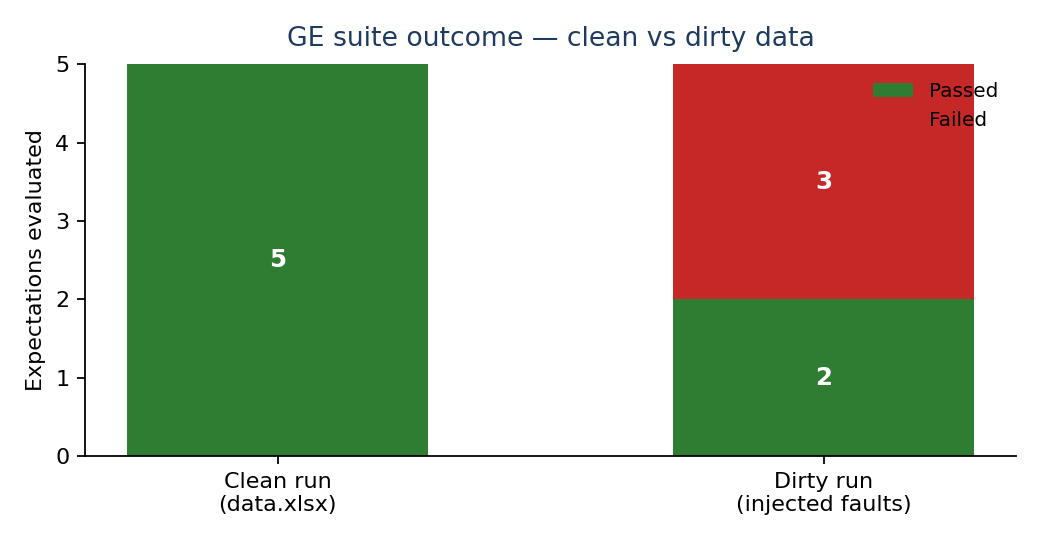 GE suite outcome — clean vs dirty data
Expectations evaluated
5
4
3
2
1
0
5
3
2
Passed
Failed
Clean run
(data.xlsx)
Dirty run
(injected faults)